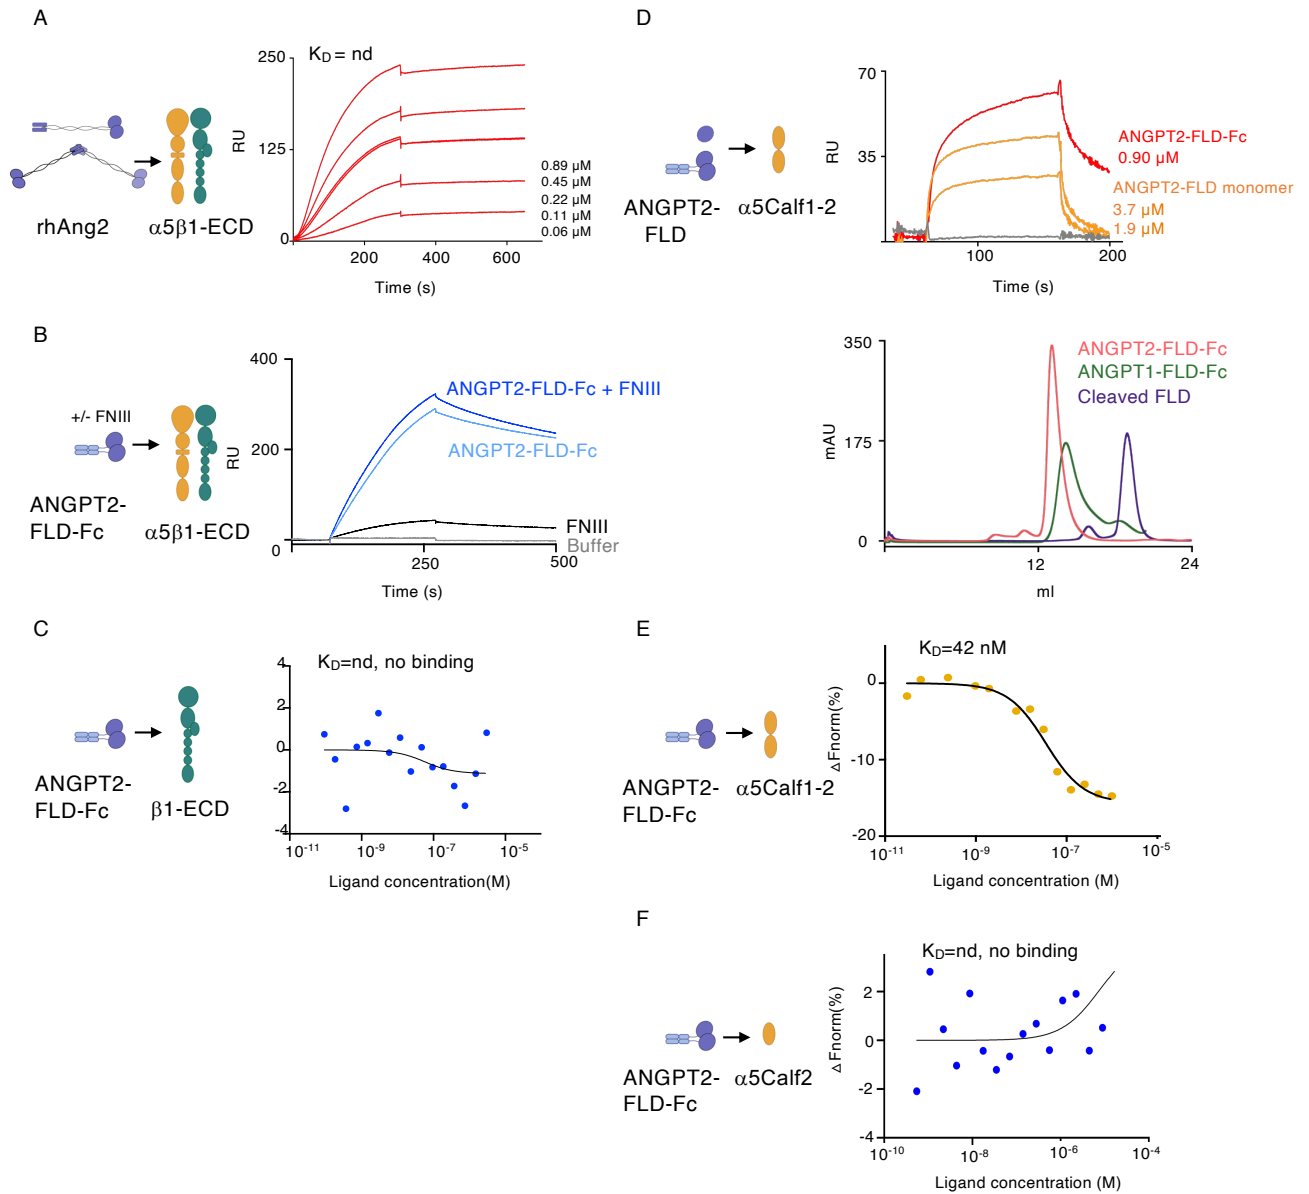 A
K_D = nd
250
125
0
RU
200
400
600
Time (s)
0.89 µM
0.45 µM
0.22 µM
0.11 µM
0.06 µM
rhAng2
α5β1-ECD
B
+/- FNIII
ANGPT2-
FLD-Fc
α5β1-ECD
400
200
0
RU
ANGPT2-FLD-Fc + FNIII
ANGPT2-FLD-Fc
FNIII
Buffer
250
500
Time (s)
C
ANGPT2-
FLD-Fc
β1-ECD
K_D=nd, no binding
4
2
0
-2
-4
10^-11
10^-9
10^-7
10^-5
Ligand concentration(M)
D
ANGPT2-
FLD
α5Calf1-2
70
35
RU
ANGPT2-FLD-Fc
0.90 µM
ANGPT2-FLD monomer
3.7 µM
1.9 µM
100
200
Time (s)
350
175
0
mAU
ANGPT2-FLD-Fc
ANGPT1-FLD-Fc
Cleaved FLD
12
24
ml
E
ANGPT2-
FLD-Fc
α5Calf1-2
K_D=42 nM
0
-10
-20
ΔFnorm(%)
10^-11
10^-9
10^-7
10^-5
Ligand concentration (M)
F
ANGPT2-
FLD-Fc
α5Calf2
K_D=nd, no binding
2
0
-2
-4
ΔFnorm(%)
10^-10
10^-8
10^-6
10^-4
Ligand concentration (M)